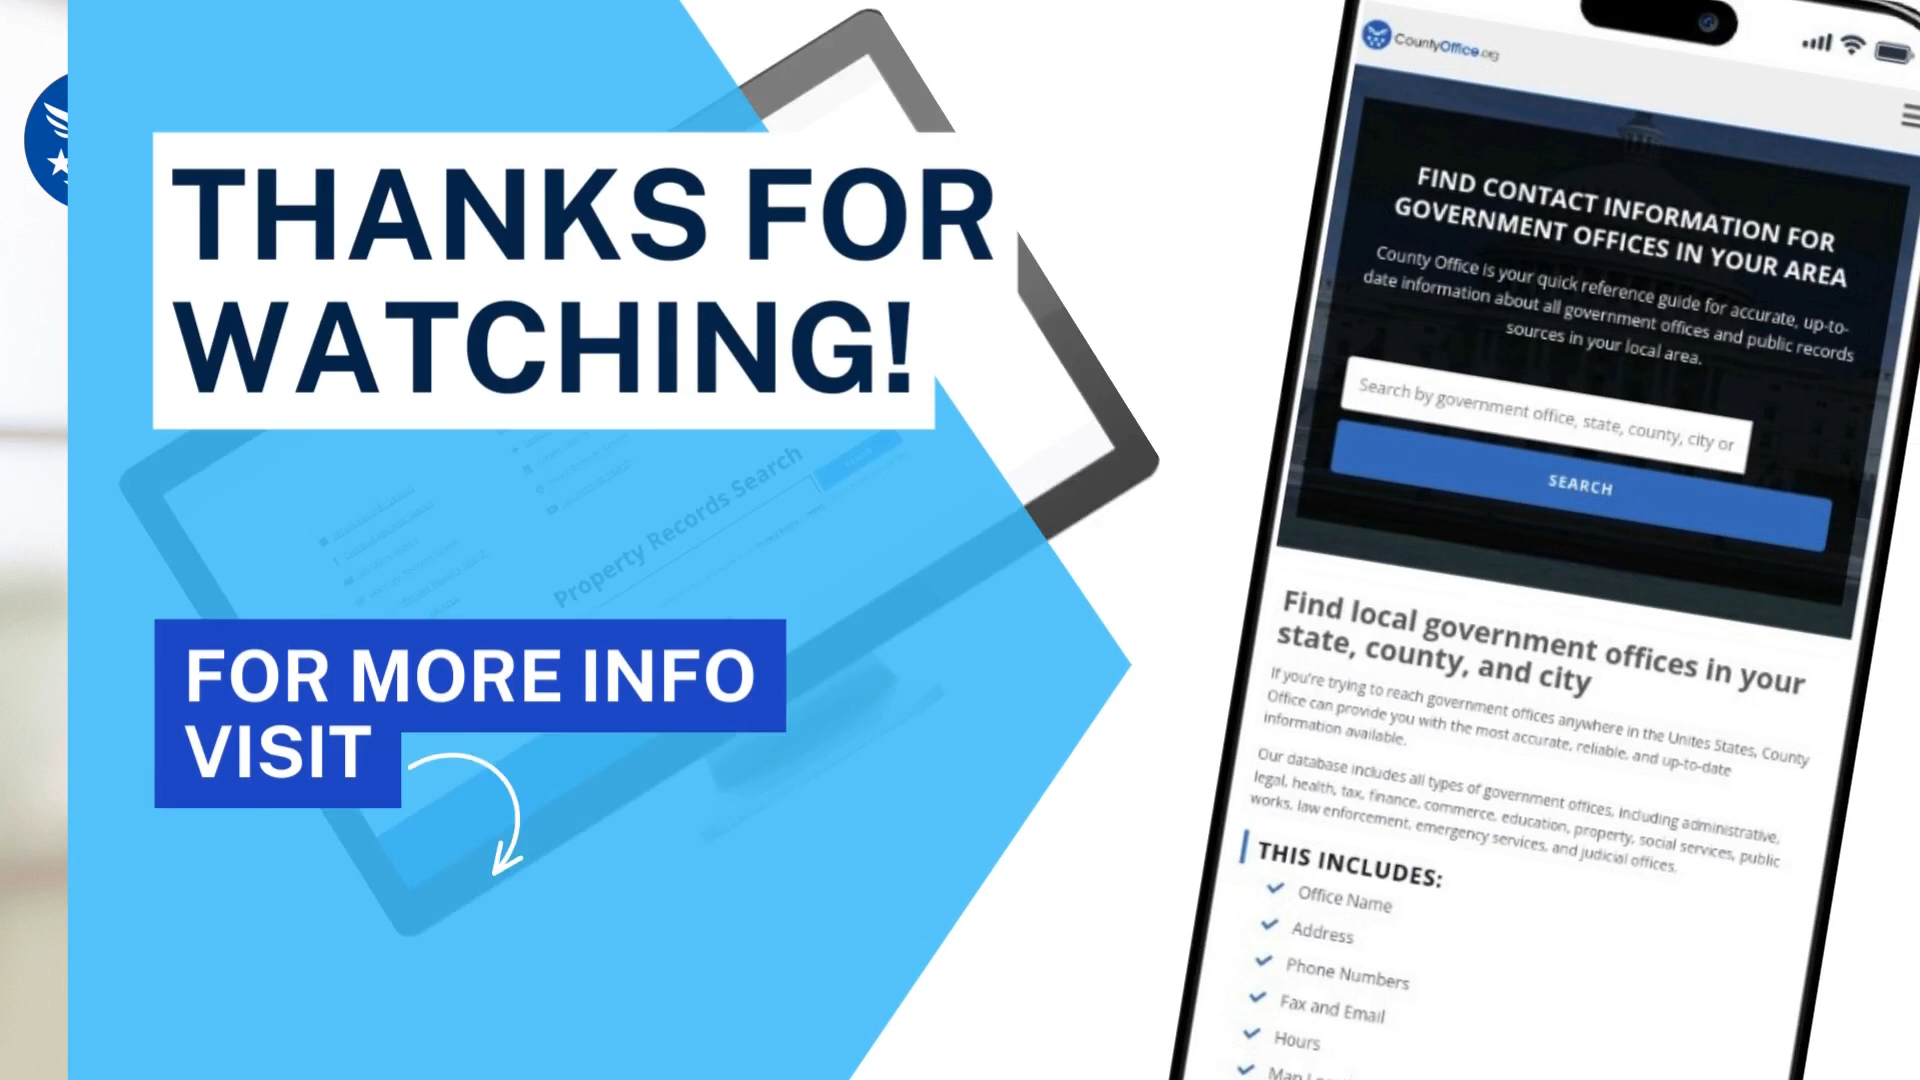 THANKS FOR
WATCHING!
Property Records Search
FOR MORE INFO
VISIT
CountyOffice.org
FIND CONTACT INFORMATION FOR
GOVERNMENT OFFICES IN YOUR AREA
County Office is your quick reference guide for accurate, up-to-
date information about all government offices and public records
sources in your local area.
Search by government office, state, county, city or
SEARCH
Find local government offices in your
state, county, and city
If you're trying to reach government offices anywhere in the Unites States, County
Office can provide you with the most accurate, reliable, and up-to-date
information available.
Our database includes all types of government offices, including administrative,
legal, health, tax, finance, commerce, education, property, social services, public
works, law enforcement, emergency services, and judicial offices.
THIS INCLUDES:
Office Name
Address
Phone Numbers
Fax and Email
Hours
Map